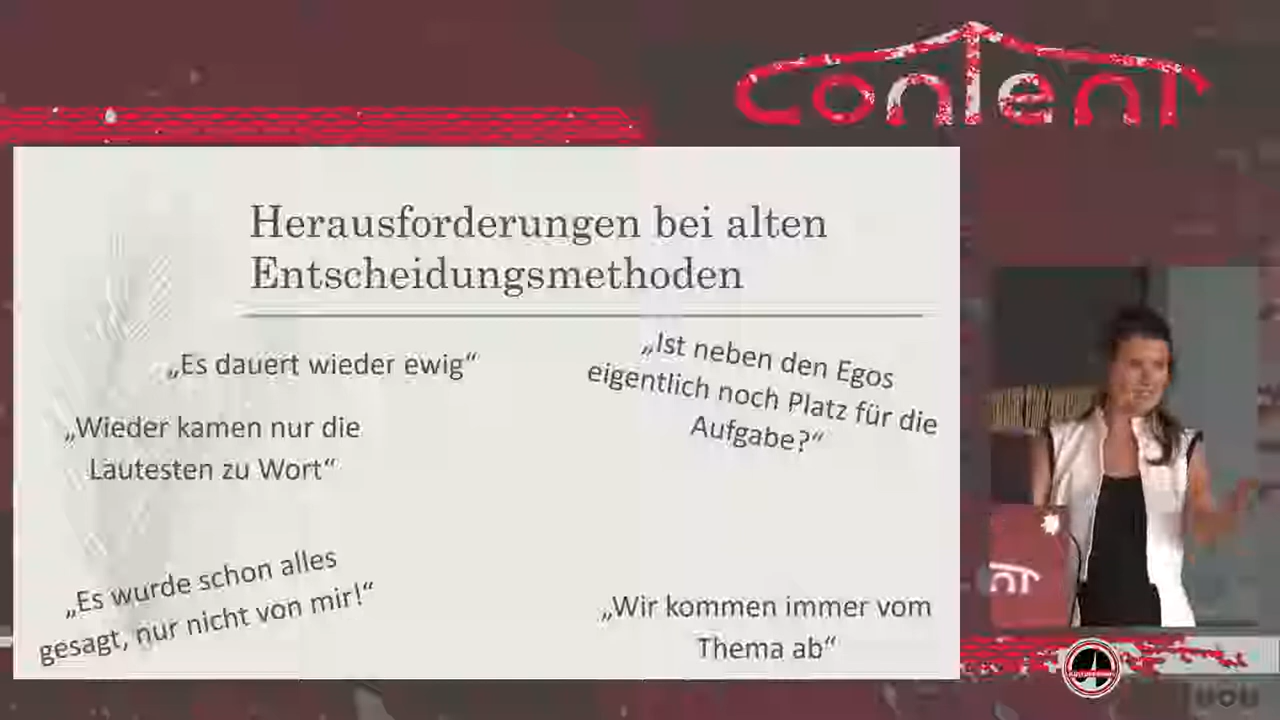 conTenT
Herausforderungen bei alten
Entscheidungsmethoden
„Es dauert wieder ewig“
„Ist neben den Egos
eigentlich noch Platz für die
Aufgabe?“
„Wieder kamen nur die
Lautesten zu Wort“
„Es wurde schon alles
gesagt, nur nicht von mir!“
„Wir kommen immer vom
Thema ab“